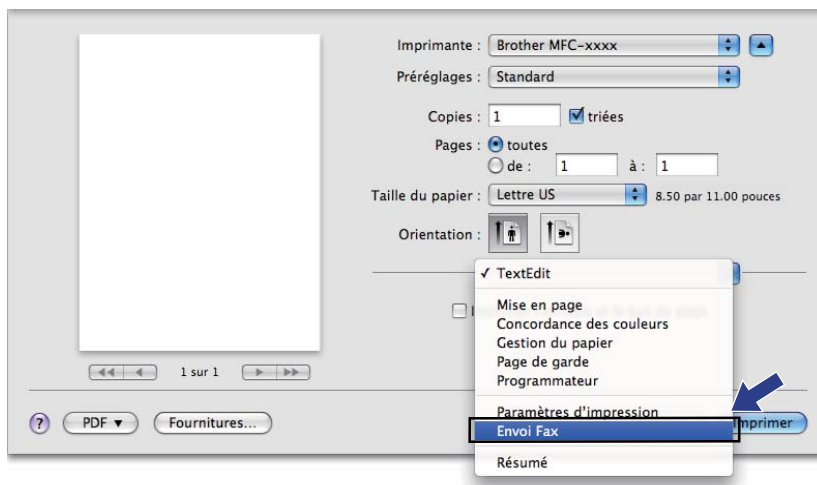 Imprimante : Brother MFC-xxxx
Préréglages : Standard
Copies : 1 triées
Pages : toutes
de : 1 à : 1
Taille du papier : Lettre US 8.50 par 11.00 pouces
Orientation :
✓ TextEdit
Mise en page
Concordance des couleurs
Gestion du papier
Page de garde
Programmateur
1 sur 1
Paramètres d'impression
Envoi Fax
Résumé
? PDF ▼ Fournitures... Imprimer